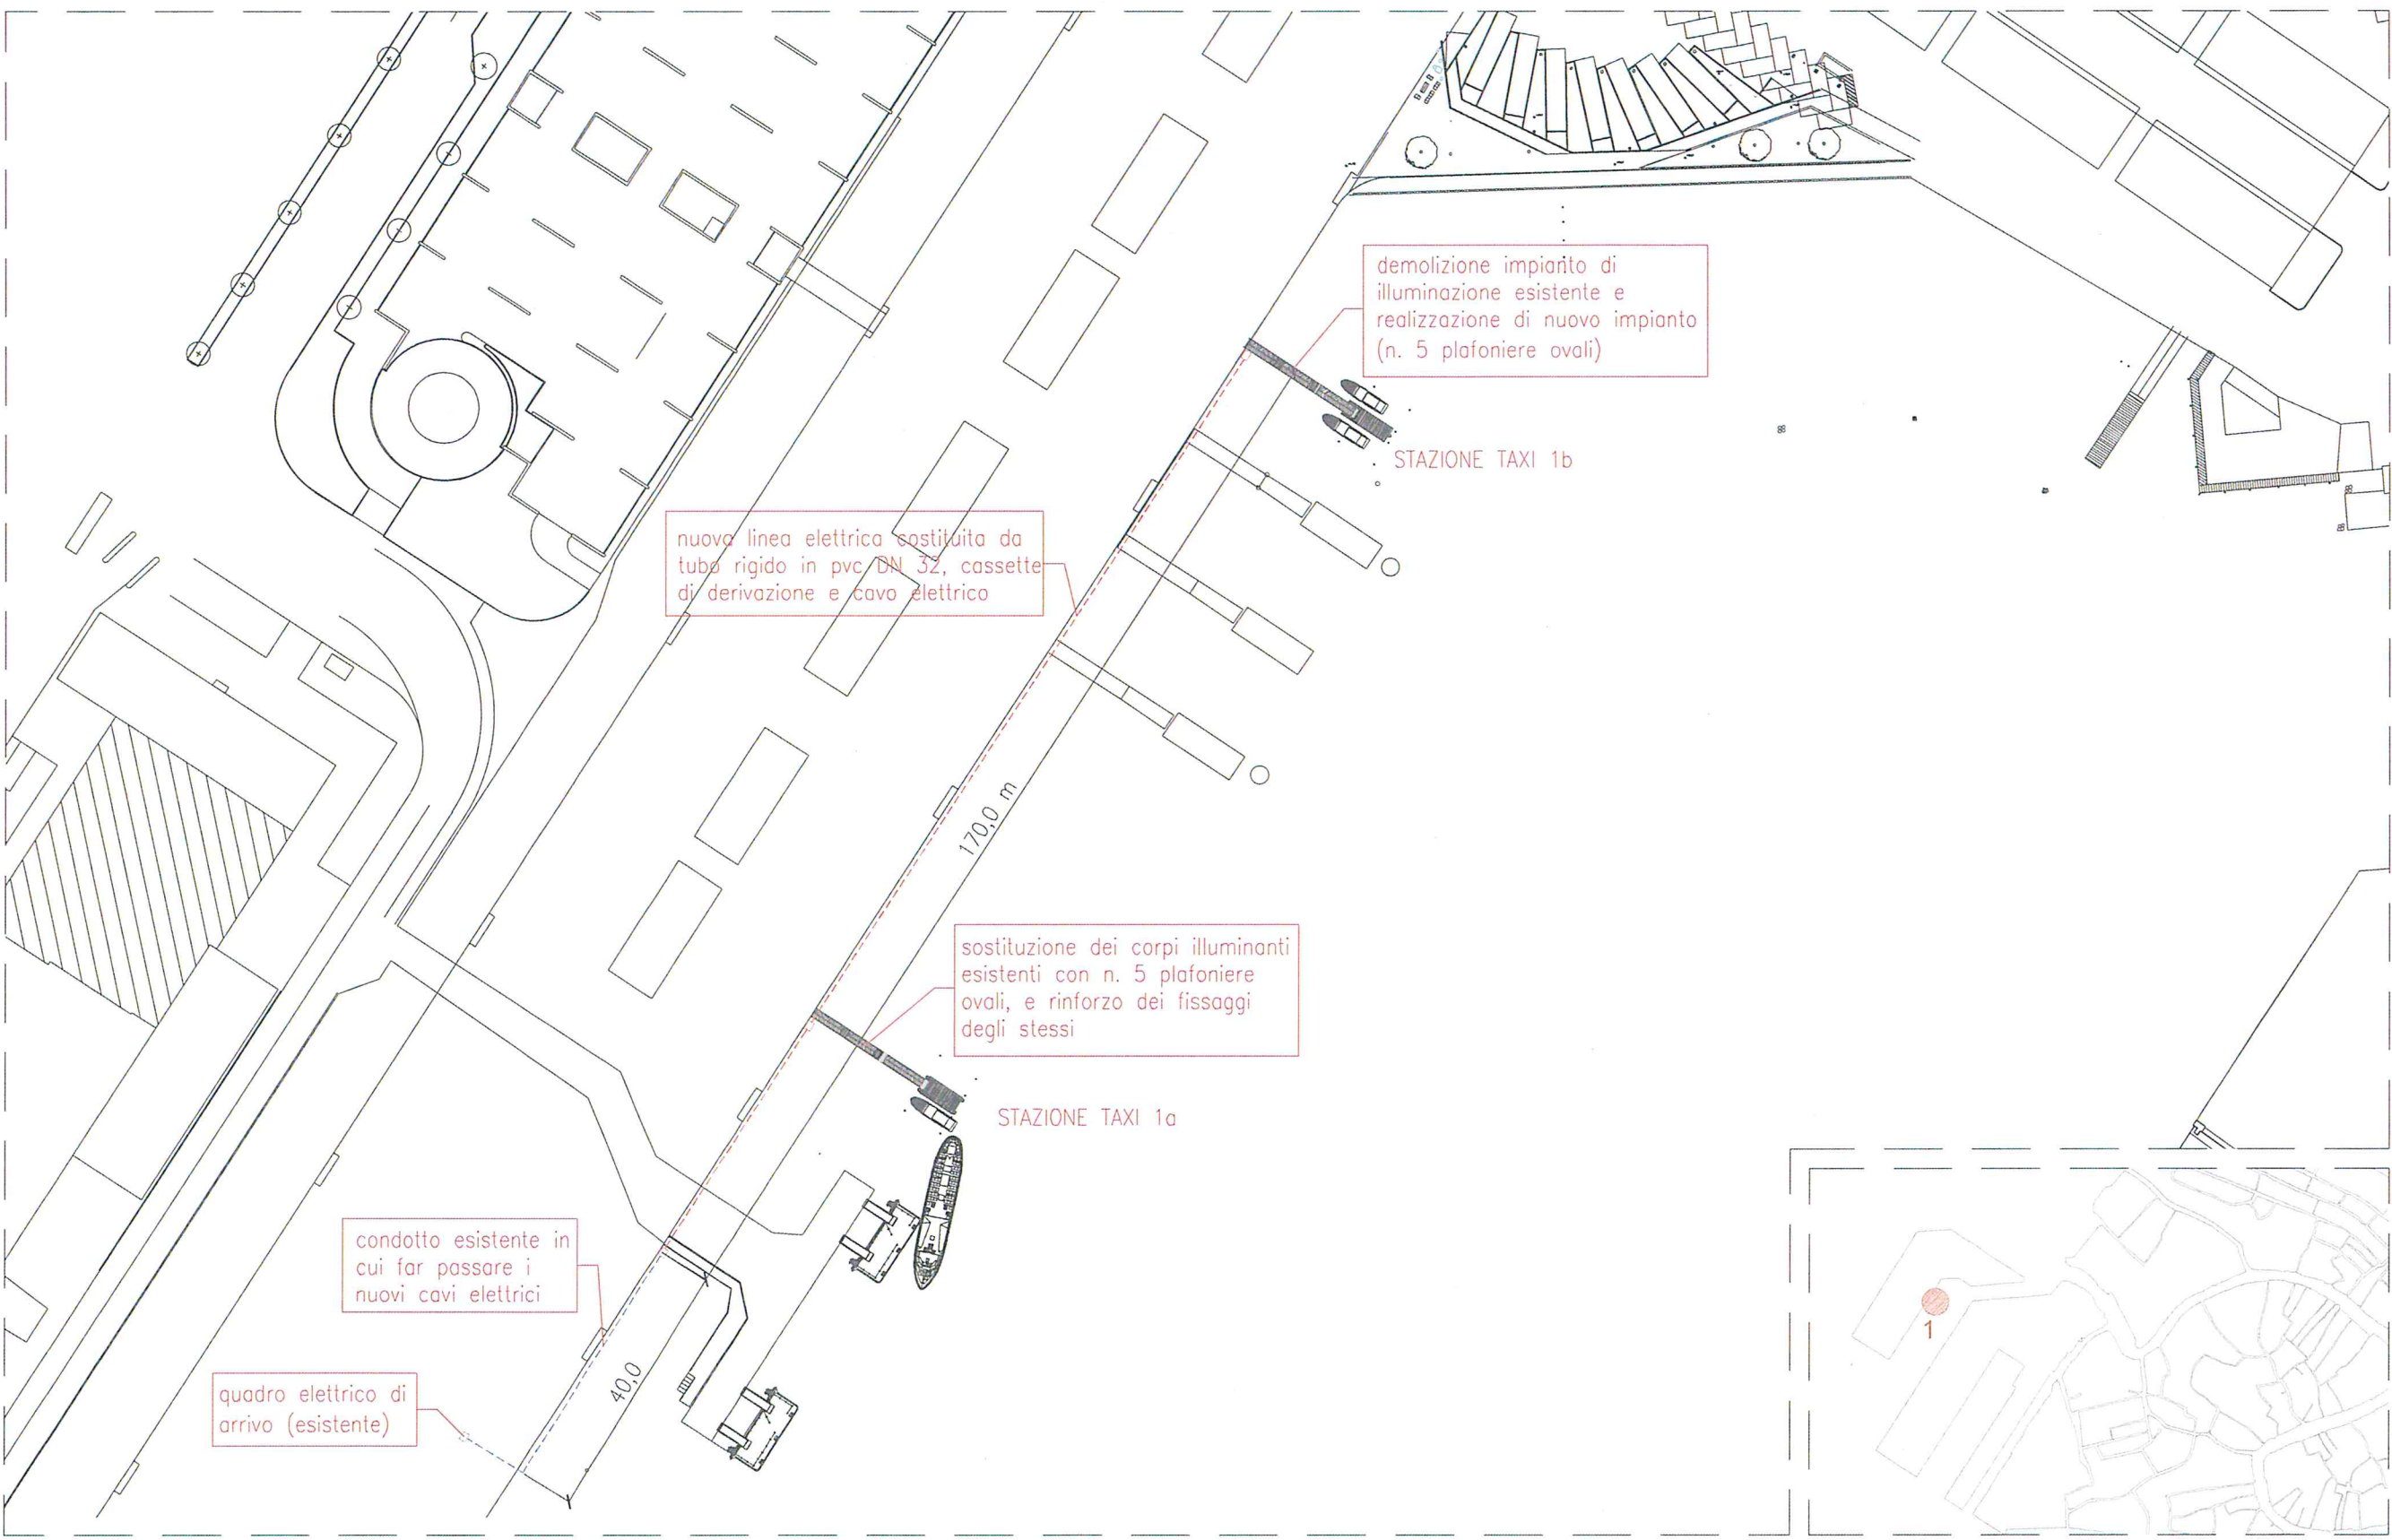 demolizione impianto di
illuminazione esistente e
realizzazione di nuovo impianto
(n. 5 plafoniere ovali)
STAZIONE TAXI 1b
nuova linea elettrica costituita da
tubo rigido in pvc DN 32, cassette
di derivazione e cavo elettrico
170,0 m
sostituzione dei corpi illuminanti
esistenti con n. 5 plafoniere
ovali, e rinforzo dei fissaggi
degli stessi
STAZIONE TAXI 1a
condotto esistente in
cui far passare i
nuovi cavi elettrici
40,0
quadro elettrico di
arrivo (esistente)
1